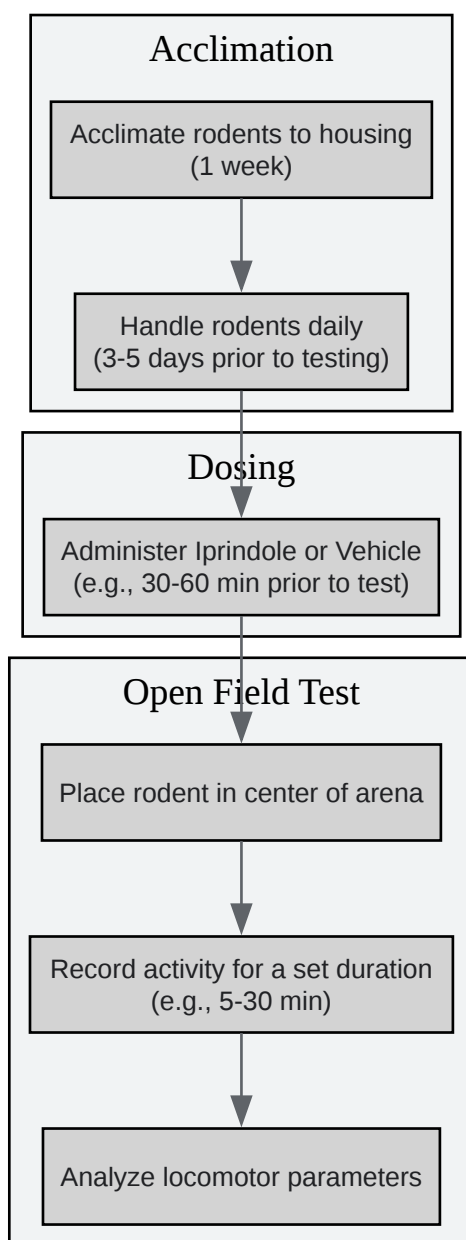 Acclimation
Acclimate rodents to housing
(1 week)
Handle rodents daily
(3-5 days prior to testing)
Dosing
Administer Iprindole or Vehicle
(e.g., 30-60 min prior to test)
Open Field Test
Place rodent in center of arena
Record activity for a set duration
(e.g., 5-30 min)
Analyze locomotor parameters